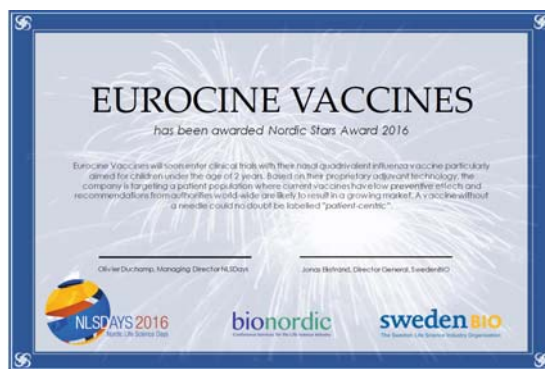 EUROCINE VACCINES
has been awarded Nordic Stars Award 2016
Eurocine Vaccines will soon enter clinical trials with their nasal quadrivalent influenza vaccine particularly
aimed for children under the age of 2 years. Based on their proprietary adjuvant technology, the
company is targeting a patient population where current vaccines have low preventive effects and
recommendations from authorities world-wide are likely to result in a growing market. A vaccine without
a needle could no doubt be labelled "patient-centric".
Olivier Duchamp, Managing Director NLSDays
Jonas Ekstrand, Director General, SwedenBIO
NLSDAYS 2016
Nordic Life Science Days
bionordic
Conference Services for the Life Science Industry
sweden BIO
The Swedish Life Science Industry Organization